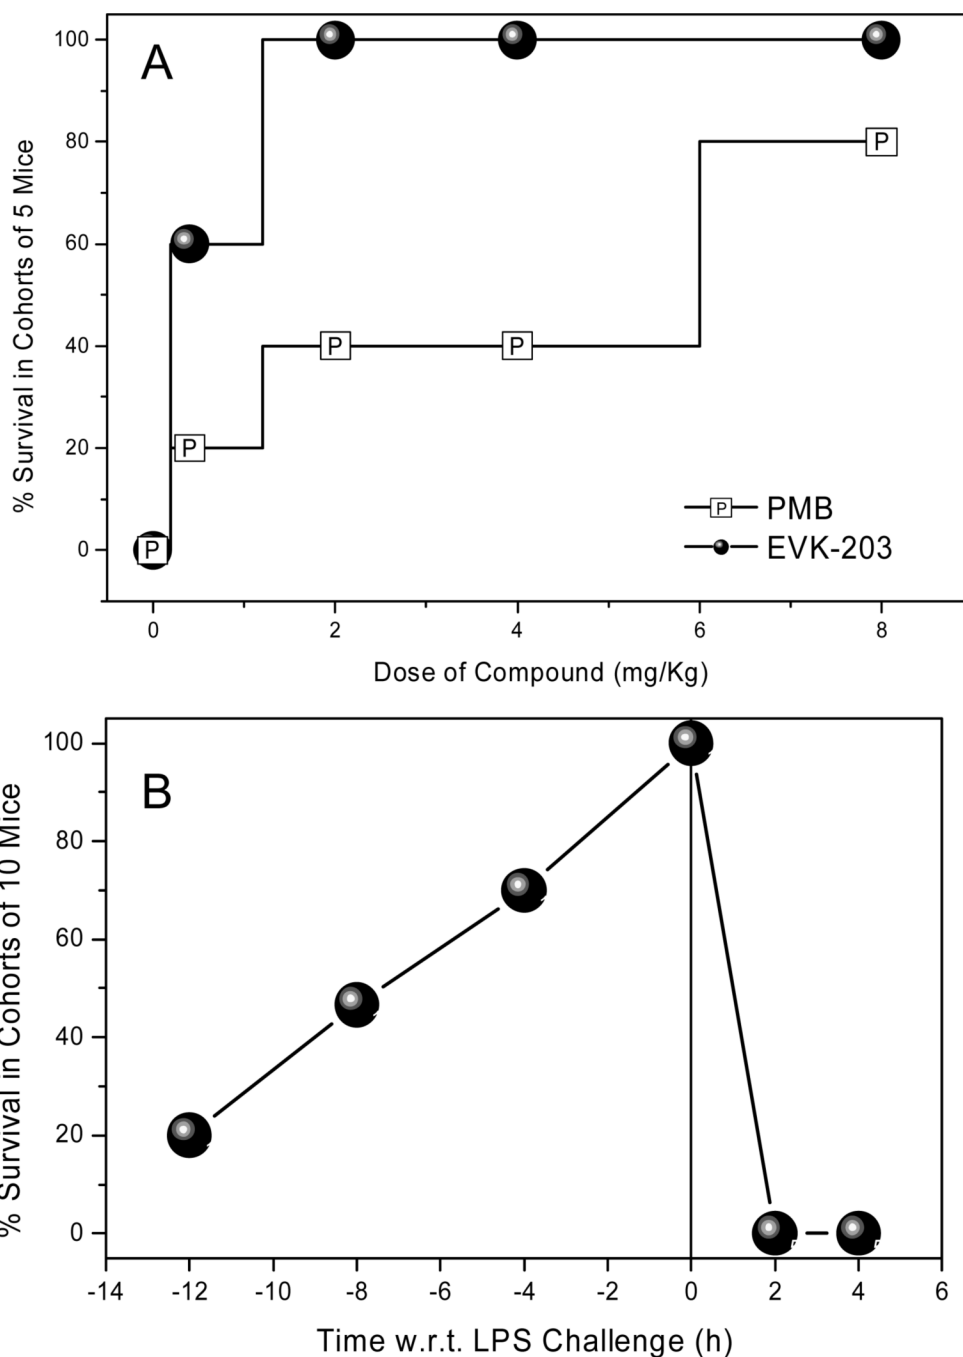 A
100
80
60
40
20
0
% Survival in Cohorts of 5 Mice
P
P
P
P
P
P PMB
EVK-203
0 2 4 6 8
Dose of Compound (mg/Kg)
B
100
80
60
40
20
0
% Survival in Cohorts of 10 Mice
-14 -12 -10 -8 -6 -4 -2 0 2 4 6
Time w.r.t. LPS Challenge (h)